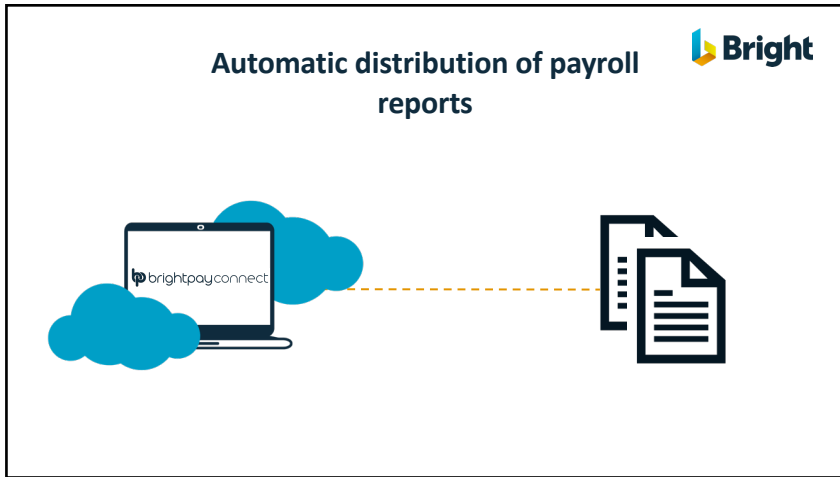 Automatic distribution of payroll
reports
Bright
brightpayconnect